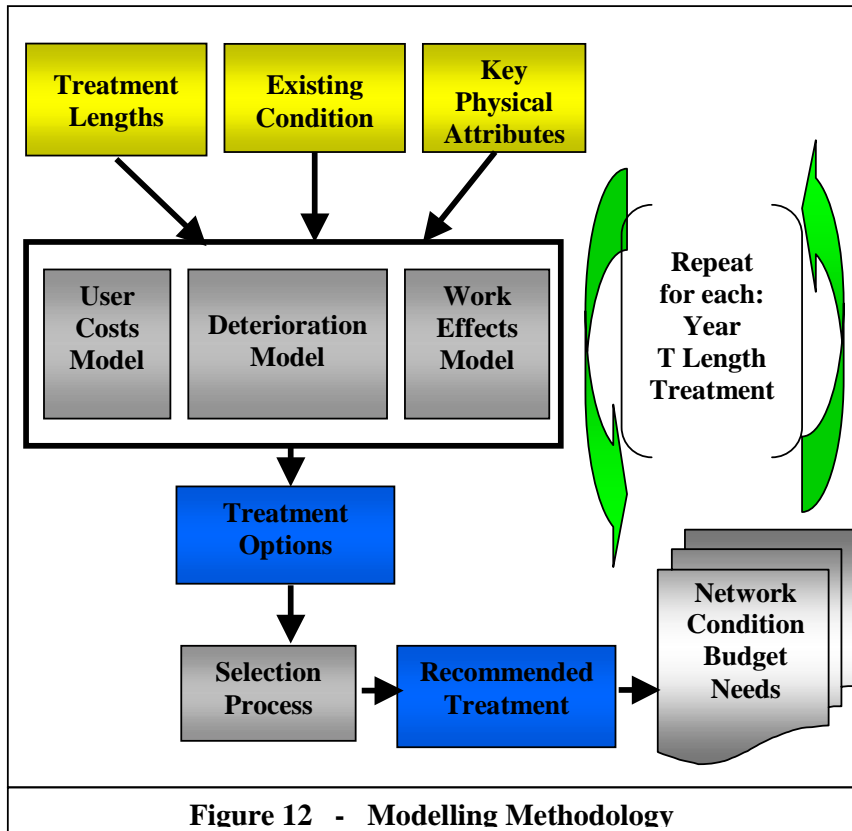 Treatment
Lengths
Existing
Condition
Key
Physical
Attributes
User
Costs
Model
Deterioration
Model
Work
Effects
Model
Repeat
for each:
Year
T Length
Treatment
Treatment
Options
Selection
Process
Recommended
Treatment
Network
Condition
Budget
Needs
Figure 12 - Modelling Methodology